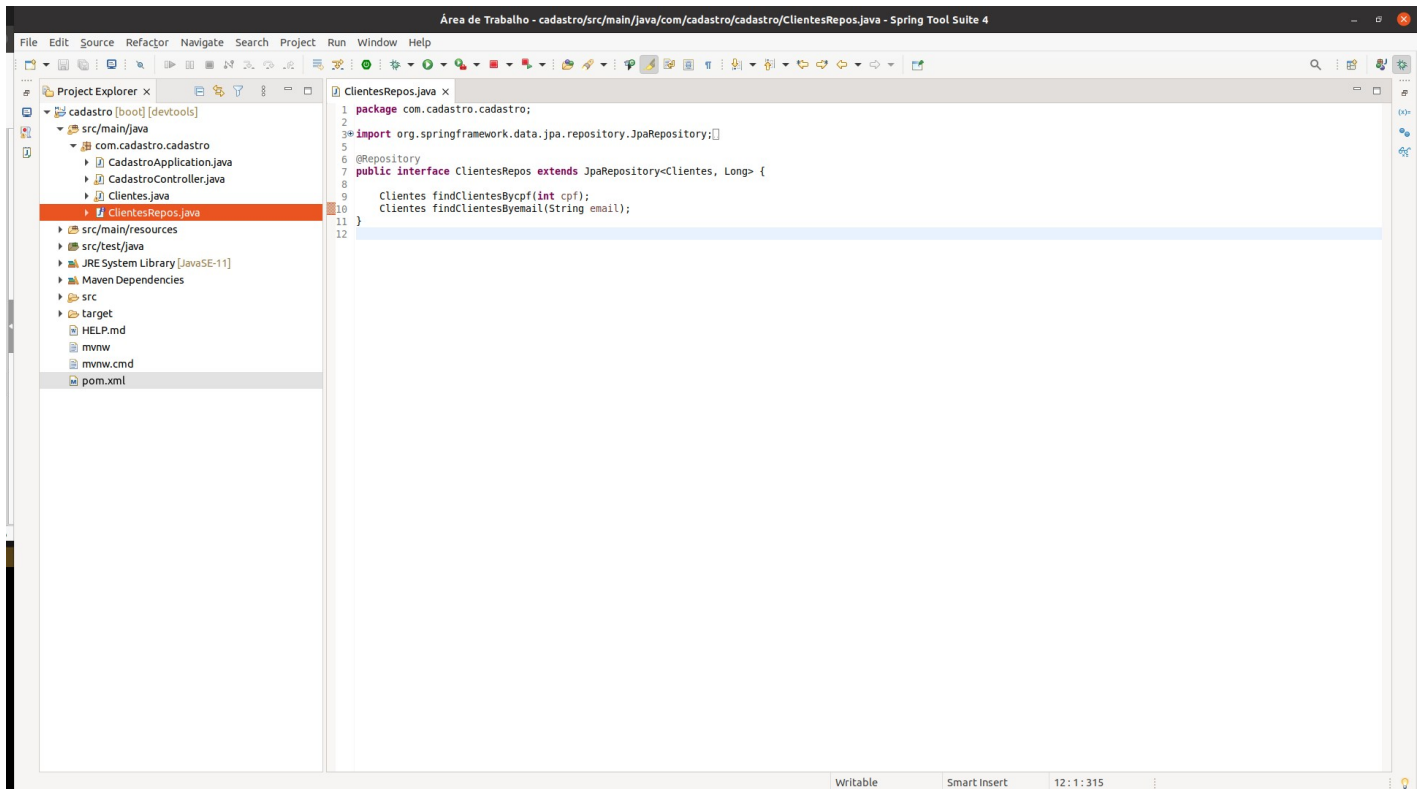 Área de Trabalho - cadastro/src/main/java/com/cadastro/cadastro/ClientesRepos.java - Spring Tool Suite 4
File Edit Source Refactor Navigate Search Project Run Window Help
Project Explorer
cadastro [boot] [devtools]
src/main/java
com.cadastro.cadastro
CadastroApplication.java
CadastroController.java
Clientes.java
ClientesRepos.java
src/main/resources
src/test/java
JRE System Library [JavaSE-11]
Maven Dependencies
src
target
HELP.md
mvnw
mvnw.cmd
pom.xml
ClientesRepos.java
1 package com.cadastro.cadastro;
2
3 import org.springframework.data.jpa.repository.JpaRepository;
5
6 @Repository
7 public interface ClientesRepos extends JpaRepository<Clientes, Long> {
8
9 Clientes findClientesBycpf(int cpf);
10 Clientes findClientesByemail(String email);
11 }
12
Writable Smart Insert 12:1:315